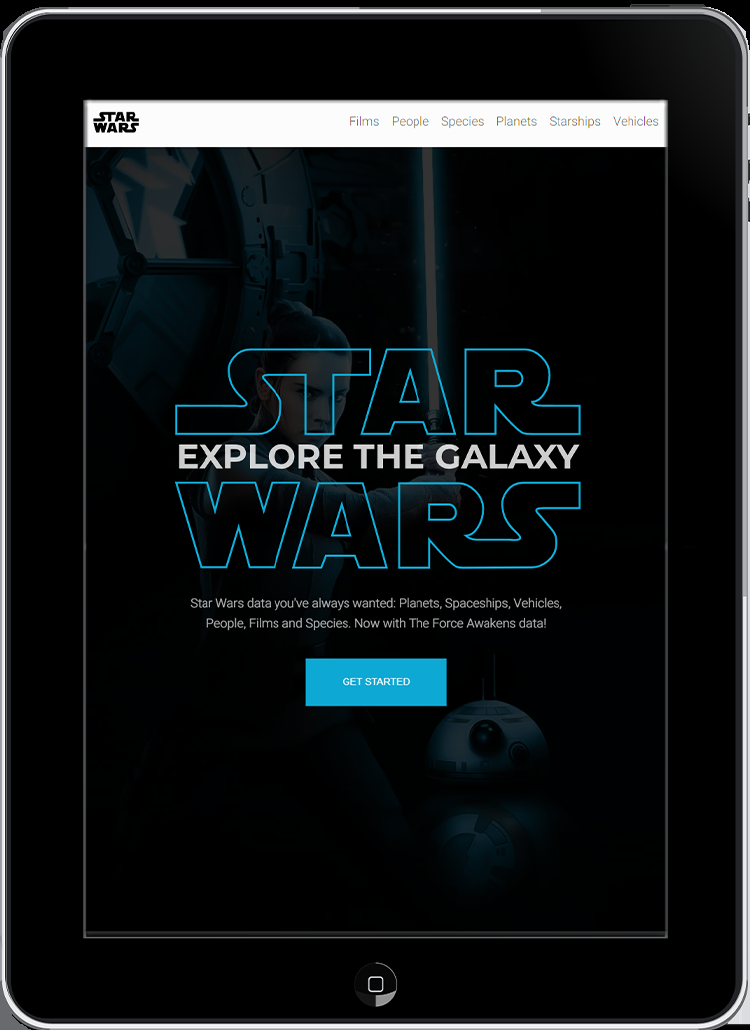 STAR
WARS
Films People Species Planets Starships Vehicles
STAR
EXPLORE THE GALAXY
WARS
Star Wars data you've always wanted: Planets, Spaceships, Vehicles,
People, Films and Species. Now with The Force Awakens data!
GET STARTED